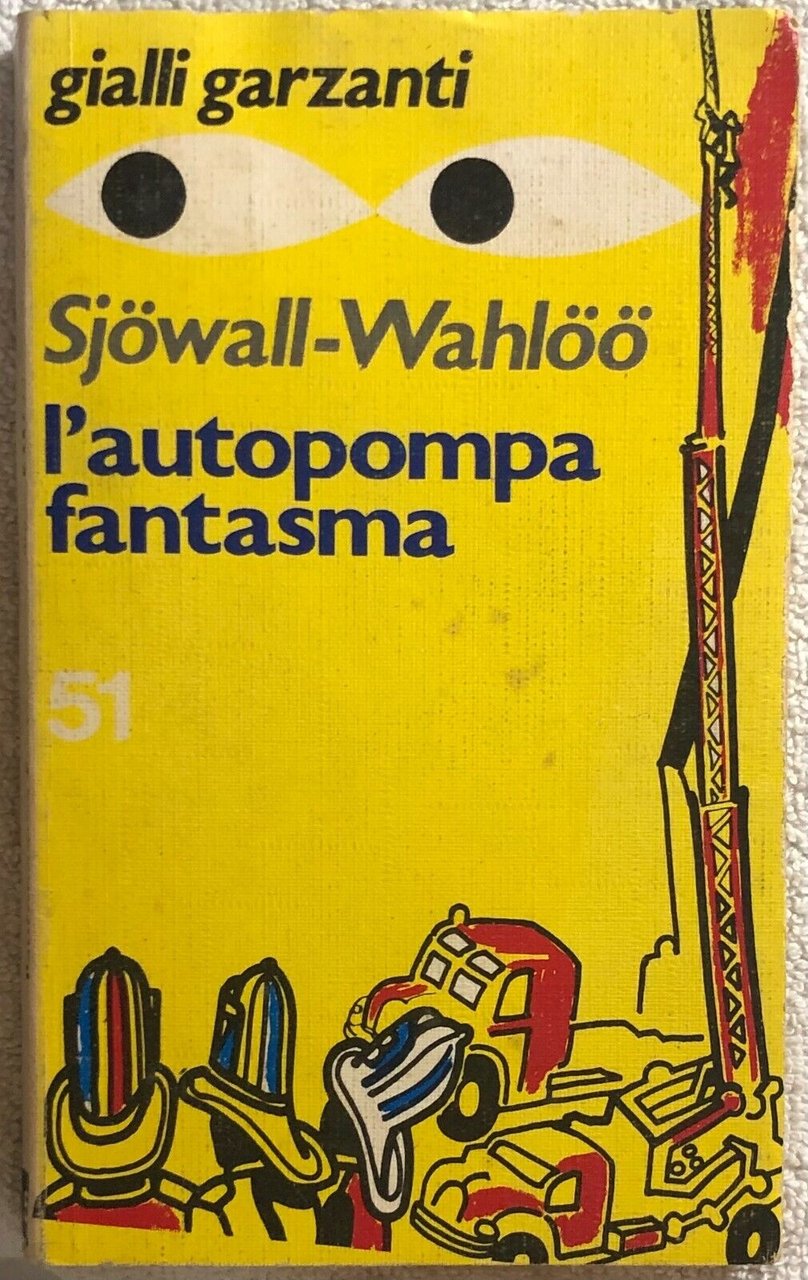 gialli garzanti
Sjöwall-Wahlöö
l'autopompa
fantasma
51